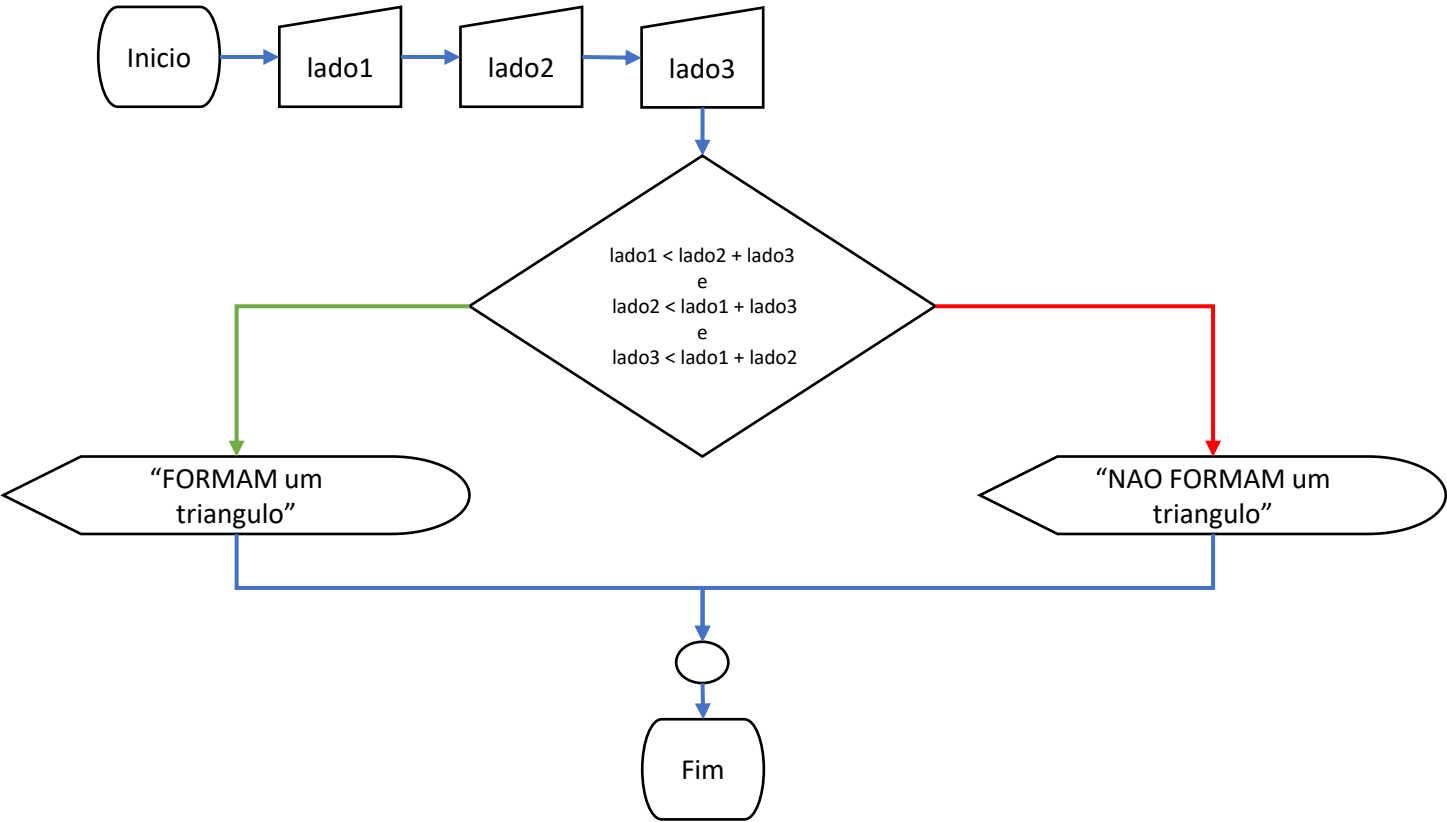 Inicio
lado1
lado2
lado3
lado1 < lado2 + lado3
e
lado2 < lado1 + lado3
e
lado3 < lado1 + lado2
“FORMAM um
triangulo”
“NAO FORMAM um
triangulo”
Fim